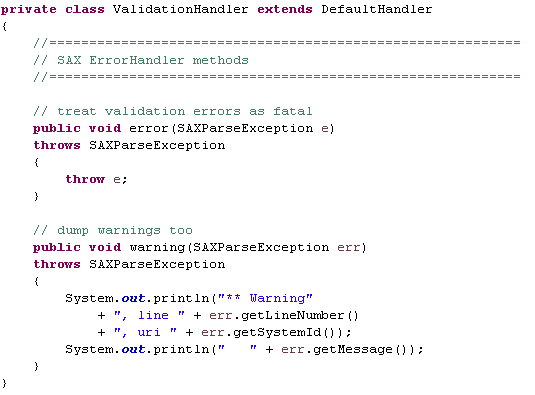 private class ValidationHandler extends DefaultHandler
{
    //===========================================================
    // SAX ErrorHandler methods
    //===========================================================

    // treat validation errors as fatal
    public void error(SAXParseException e)
    throws SAXParseException
    {
        throw e;
    }

    // dump warnings too
    public void warning(SAXParseException err)
    throws SAXParseException
    {
        System.out.println("** Warning"
            + ", line " + err.getLineNumber()
            + ", uri " + err.getSystemId());
        System.out.println("   " + err.getMessage());
    }
}